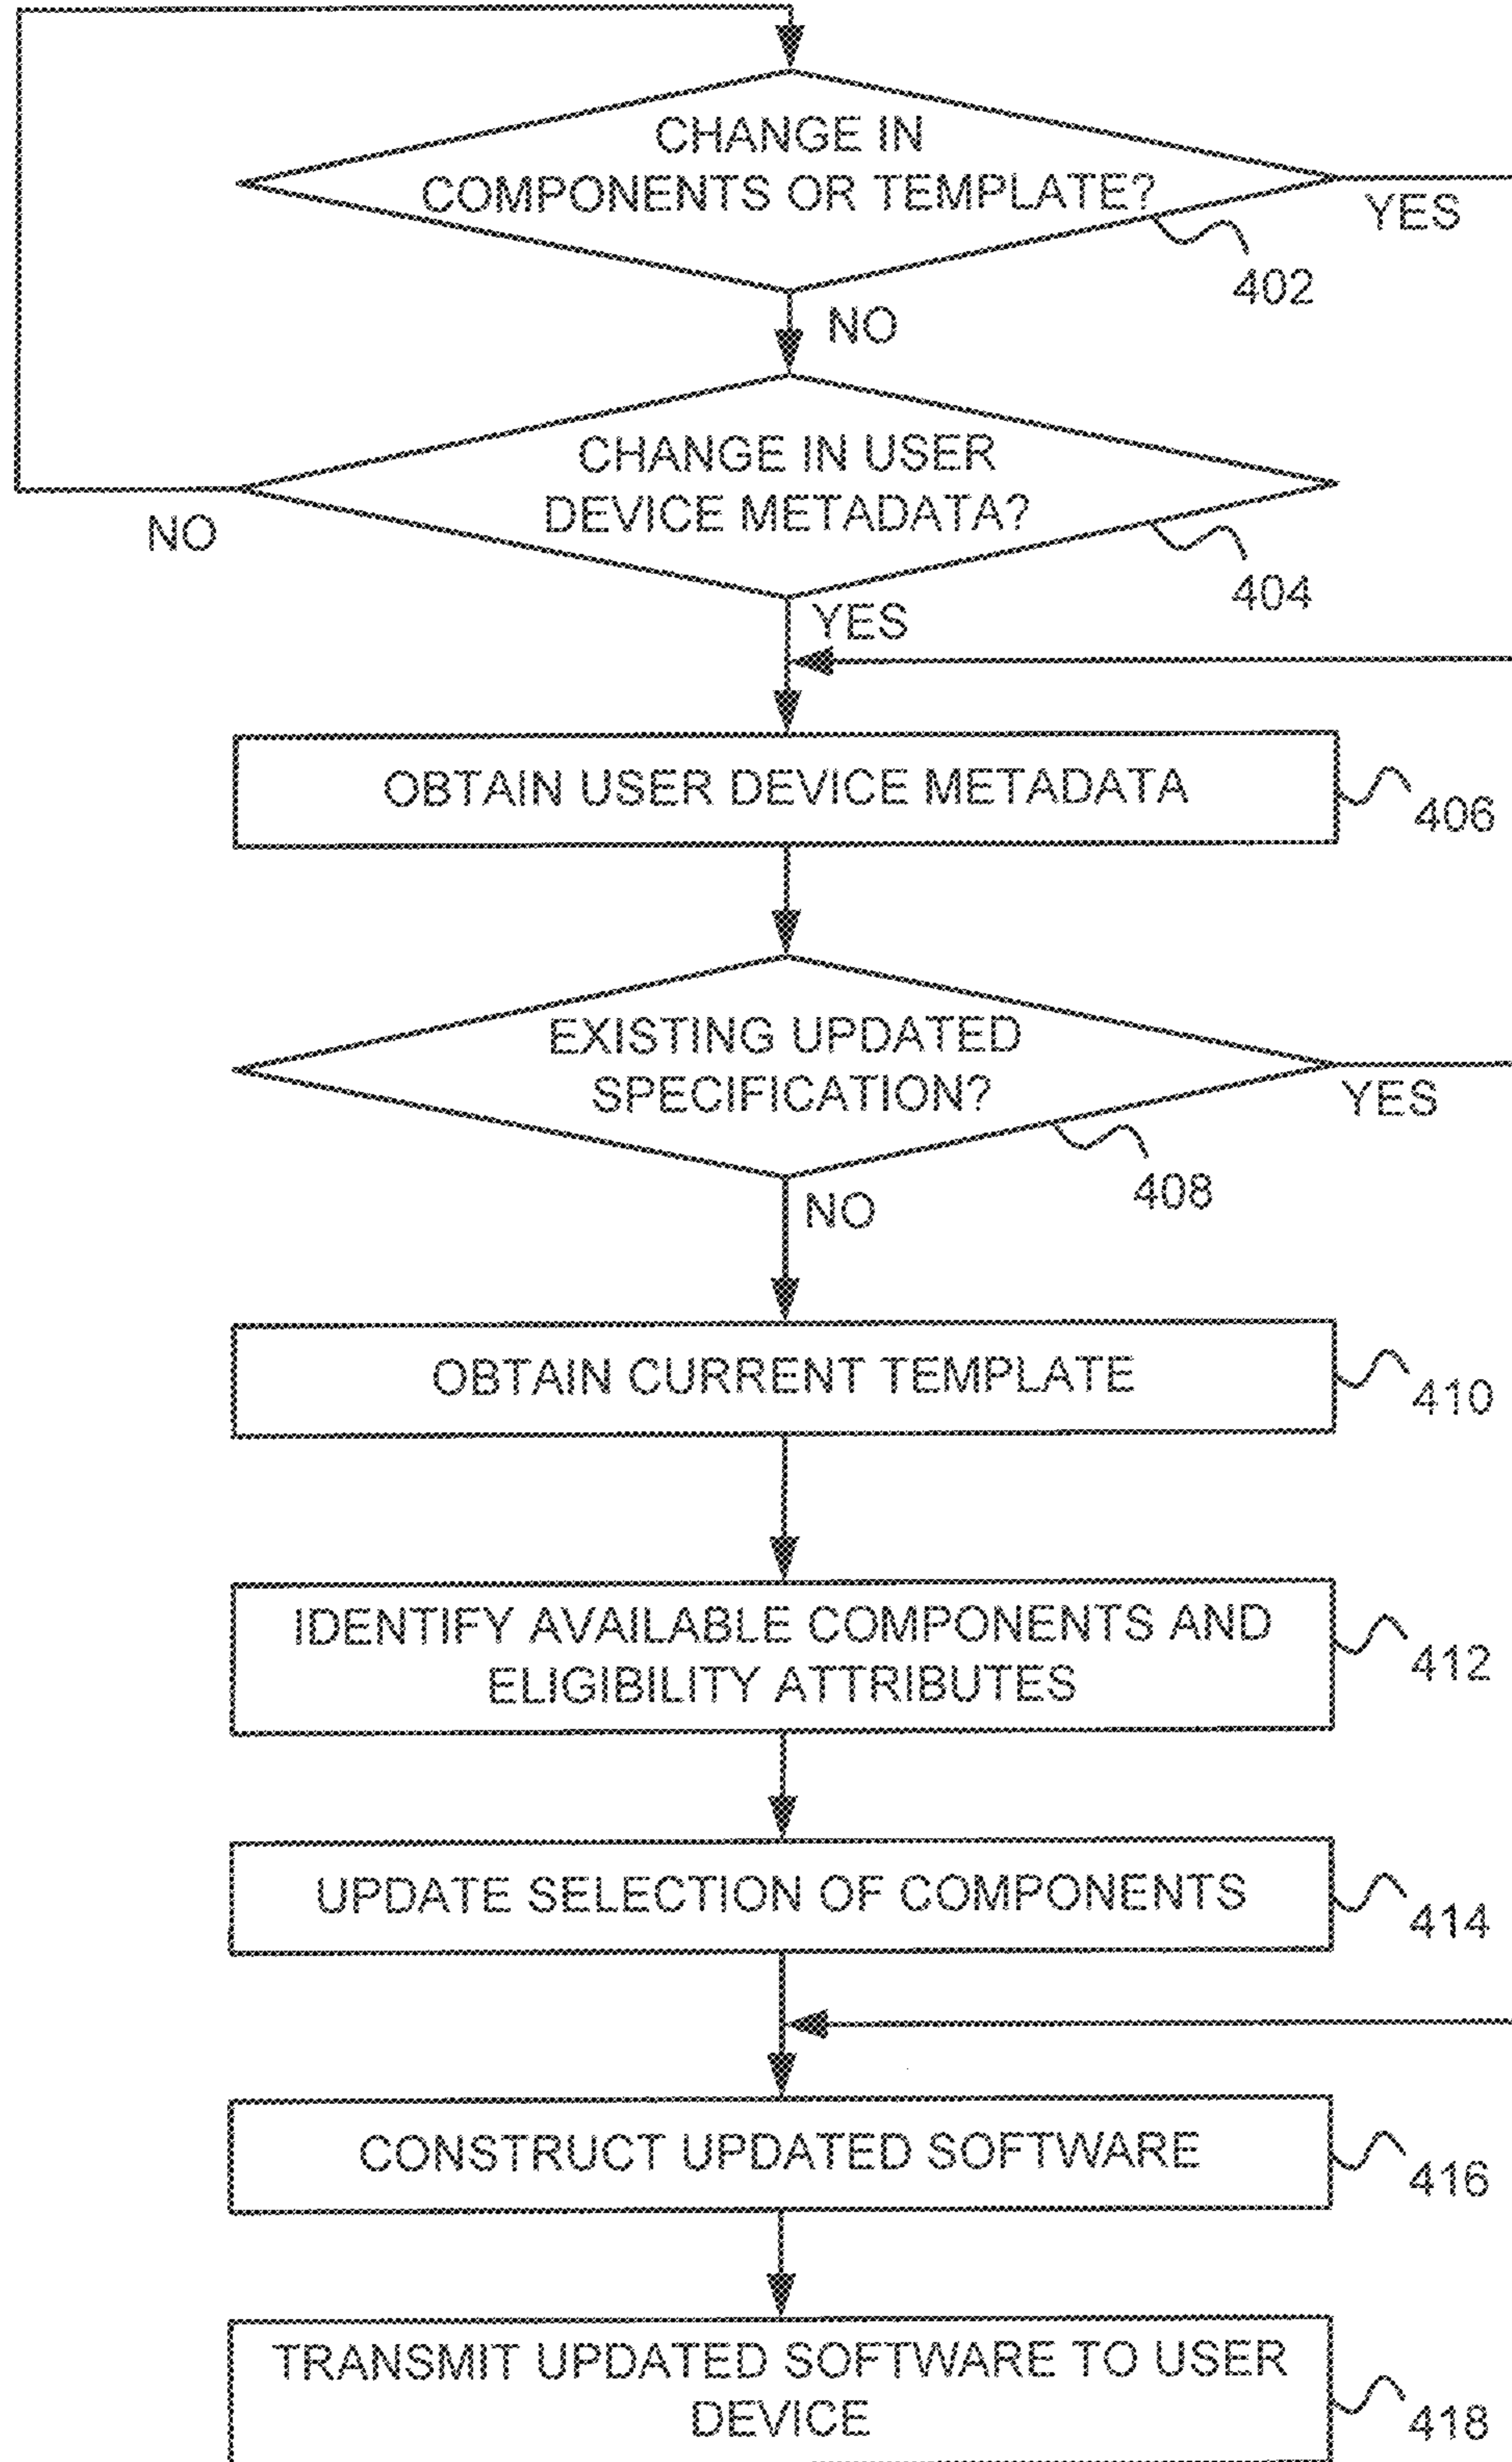 CHANGE IN
COMPONENTS OR TEMPLATE?
YES
402
NO
CHANGE IN USER
DEVICE METADATA?
NO
404
YES
OBTAIN USER DEVICE METADATA
406
EXISTING UPDATED
SPECIFICATION?
YES
408
NO
OBTAIN CURRENT TEMPLATE
410
IDENTIFY AVAILABLE COMPONENTS AND
ELIGIBILITY ATTRIBUTES
412
UPDATE SELECTION OF COMPONENTS
414
CONSTRUCT UPDATED SOFTWARE
416
TRANSMIT UPDATED SOFTWARE TO USER
DEVICE
418